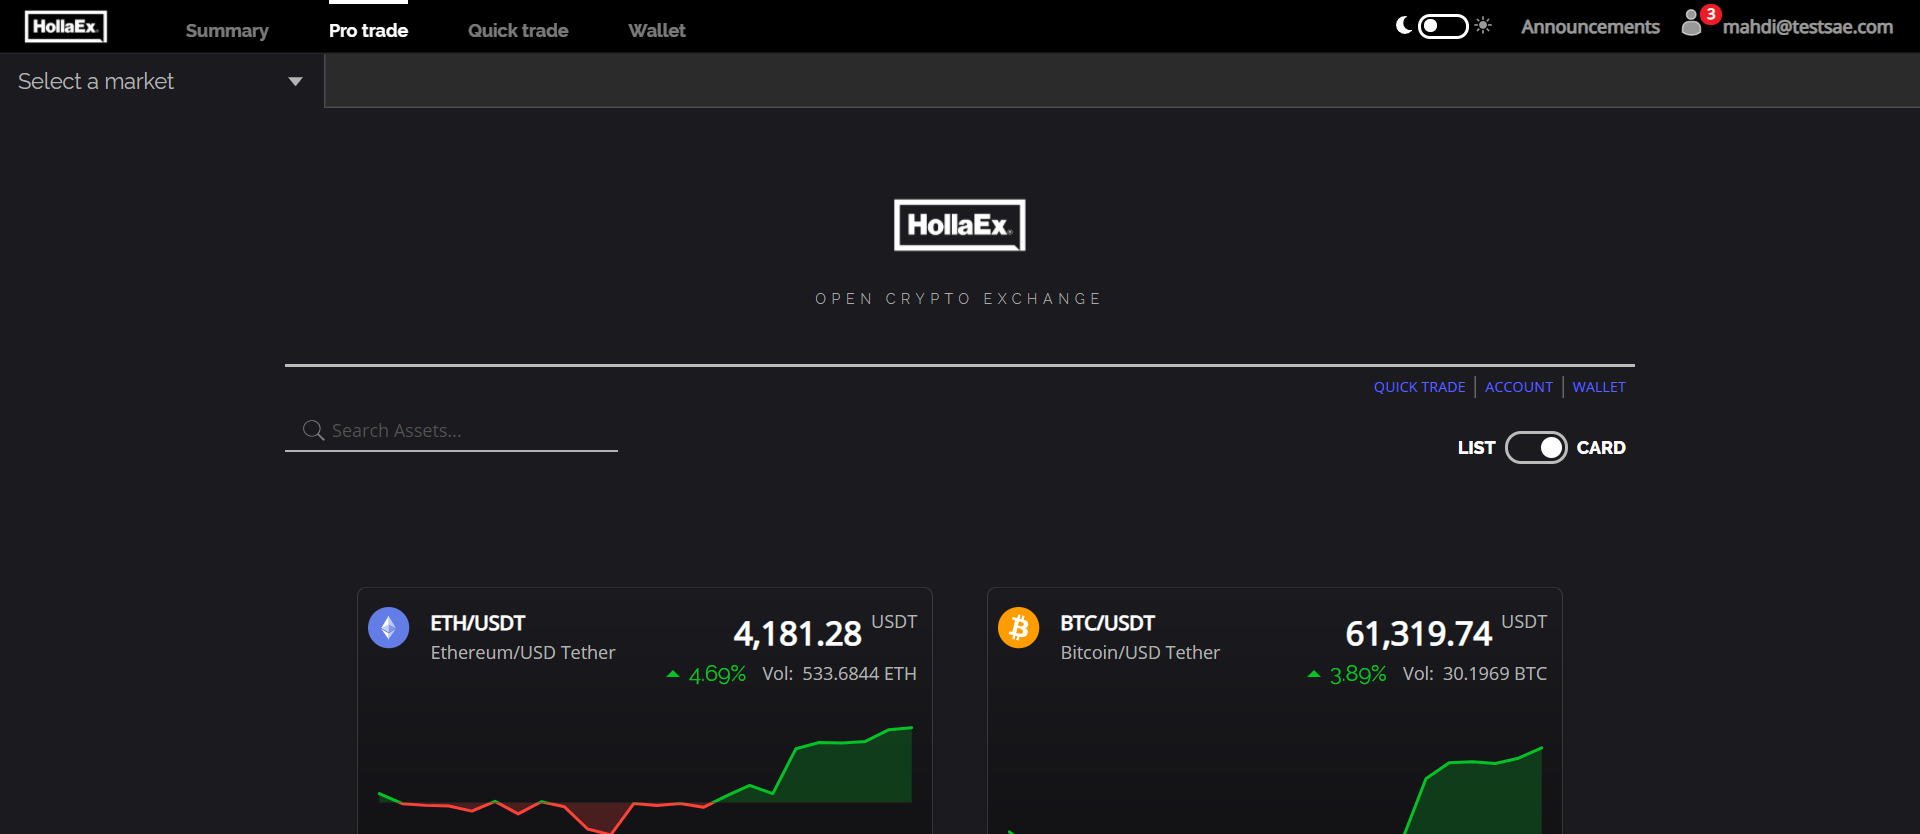 HollaEx®
Summary
Pro trade
Quick trade
Wallet
Announcements
3
mahdi@testsae.com
Select a market
HollaEx®
OPEN CRYPTO EXCHANGE
QUICK TRADE
ACCOUNT
WALLET
Search Assets...
LIST
CARD
ETH/USDT
4,181.28 USDT
Ethereum/USD Tether
4.69% Vol: 533.6844 ETH
BTC/USDT
61,319.74 USDT
Bitcoin/USD Tether
3.89% Vol: 30.1969 BTC